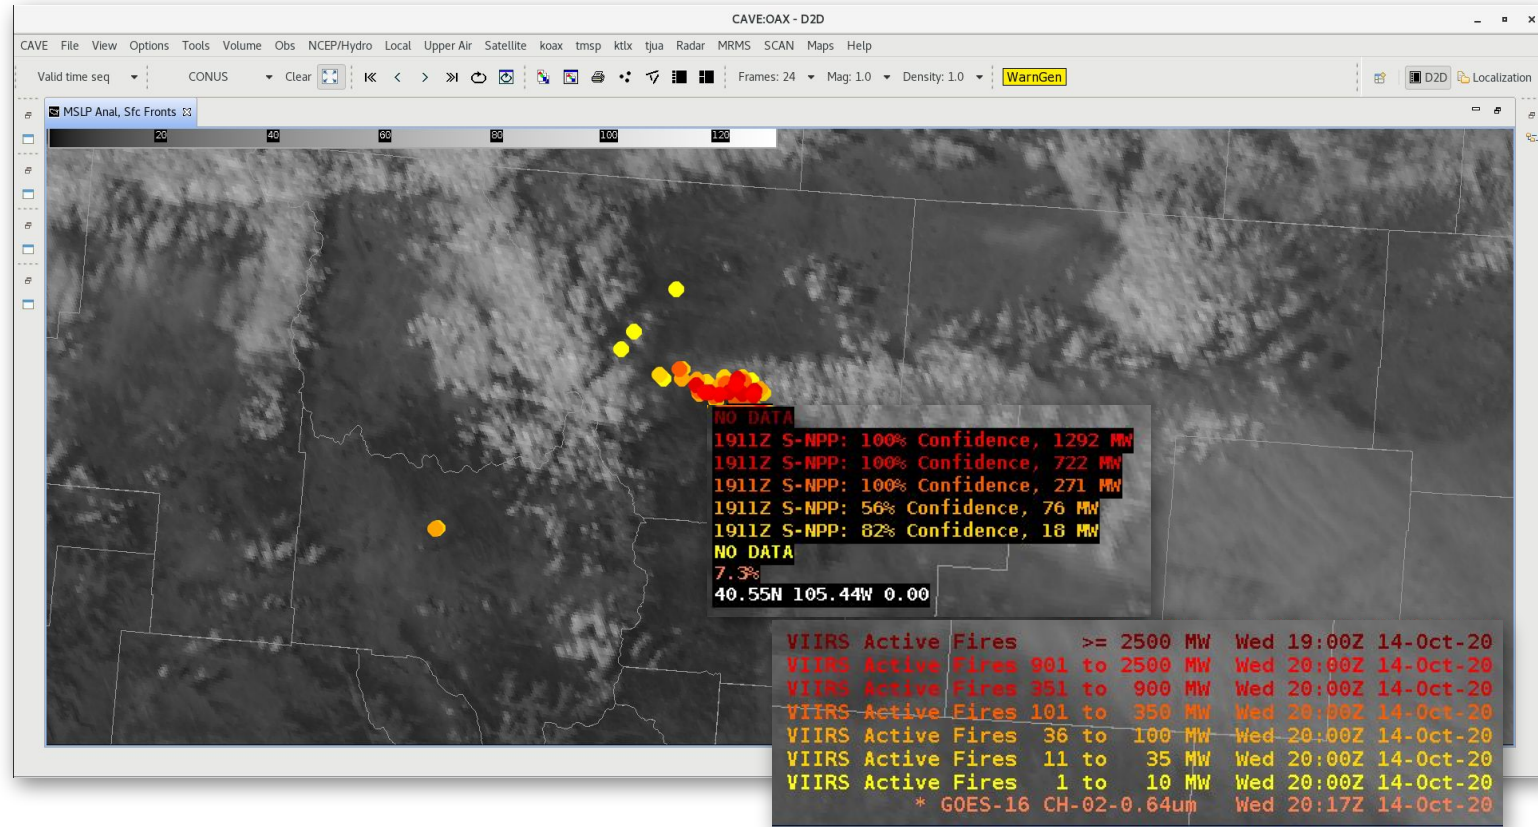 CAVE:OAX - D2D
CAVE File View Options Tools Volume Obs NCEP/Hydro Local Upper Air Satellite koax tmsp ktlx tjua Radar MRMS SCAN Maps Help
Valid time seq CONUS Clear Frames: 24 Mag: 1.0 Density: 1.0 WarnGen D2D Localization
MSLP Anal, Sfc Fronts
20 40 60 80 100 120
NO DATA
1911Z S-NPP: 100% Confidence, 1292 MW
1911Z S-NPP: 100% Confidence, 722 MW
1911Z S-NPP: 100% Confidence, 271 MW
1911Z S-NPP: 56% Confidence, 76 MW
1911Z S-NPP: 82% Confidence, 18 MW
NO DATA
7.3%
40.55N 105.44W 0.00
VIIRS Active Fires >= 2500 MW Wed 19:00Z 14-Oct-20
VIIRS Active Fires 901 to 2500 MW Wed 20:00Z 14-Oct-20
VIIRS Active Fires 351 to 900 MW Wed 20:00Z 14-Oct-20
VIIRS Active Fires 101 to 350 MW Wed 20:00Z 14-Oct-20
VIIRS Active Fires 36 to 100 MW Wed 20:00Z 14-Oct-20
VIIRS Active Fires 11 to 35 MW Wed 20:00Z 14-Oct-20
VIIRS Active Fires 1 to 10 MW Wed 20:00Z 14-Oct-20
* GOES-16 CH-02-0.64um Wed 20:17Z 14-Oct-20